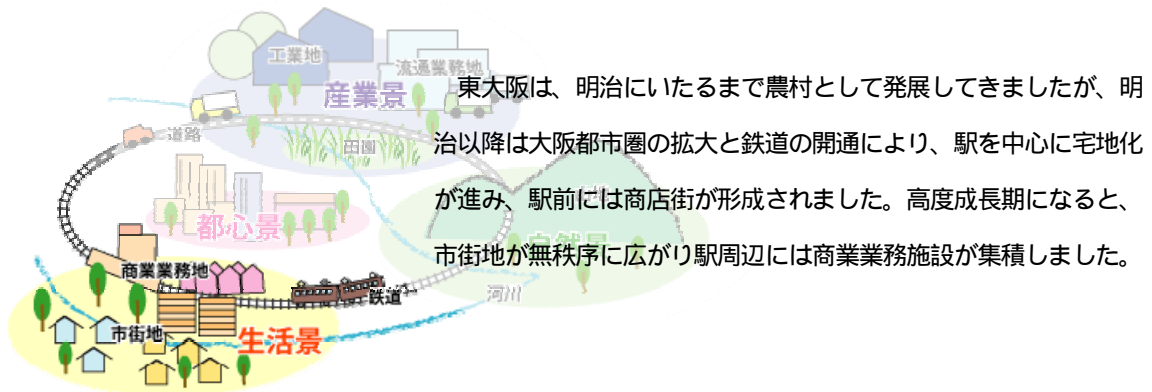 工業地
流通業務地
産業景
道路
田園
都心景
自然景
河川
商業業務地
鉄道
市街地
生活景
東大阪は、明治にいたるまで農村として発展してきましたが、明
治以降は大阪都市圏の拡大と鉄道の開通により、駅を中心に宅地化
が進み、駅前には商店街が形成されました。高度成長期になると、
市街地が無秩序に広がり駅周辺には商業業務施設が集積しました。